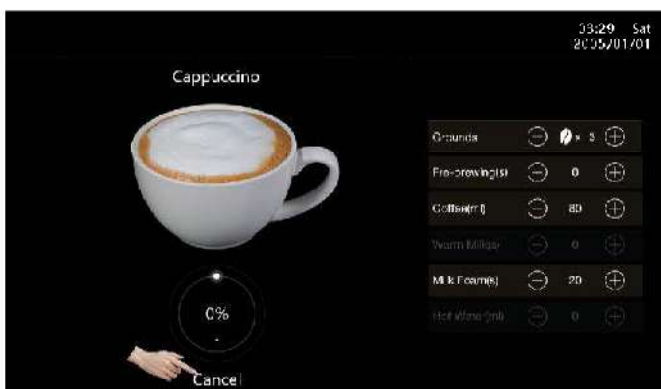 03:29 Sat
2005/01/01
Cappuccino
Grounds × 3
Pre-brewing(s) 0
Coffee(ml) 80
Warm Milk(s) 0
Milk Foam(s) 20
Hot Water(ml) 0
0%
Cancel